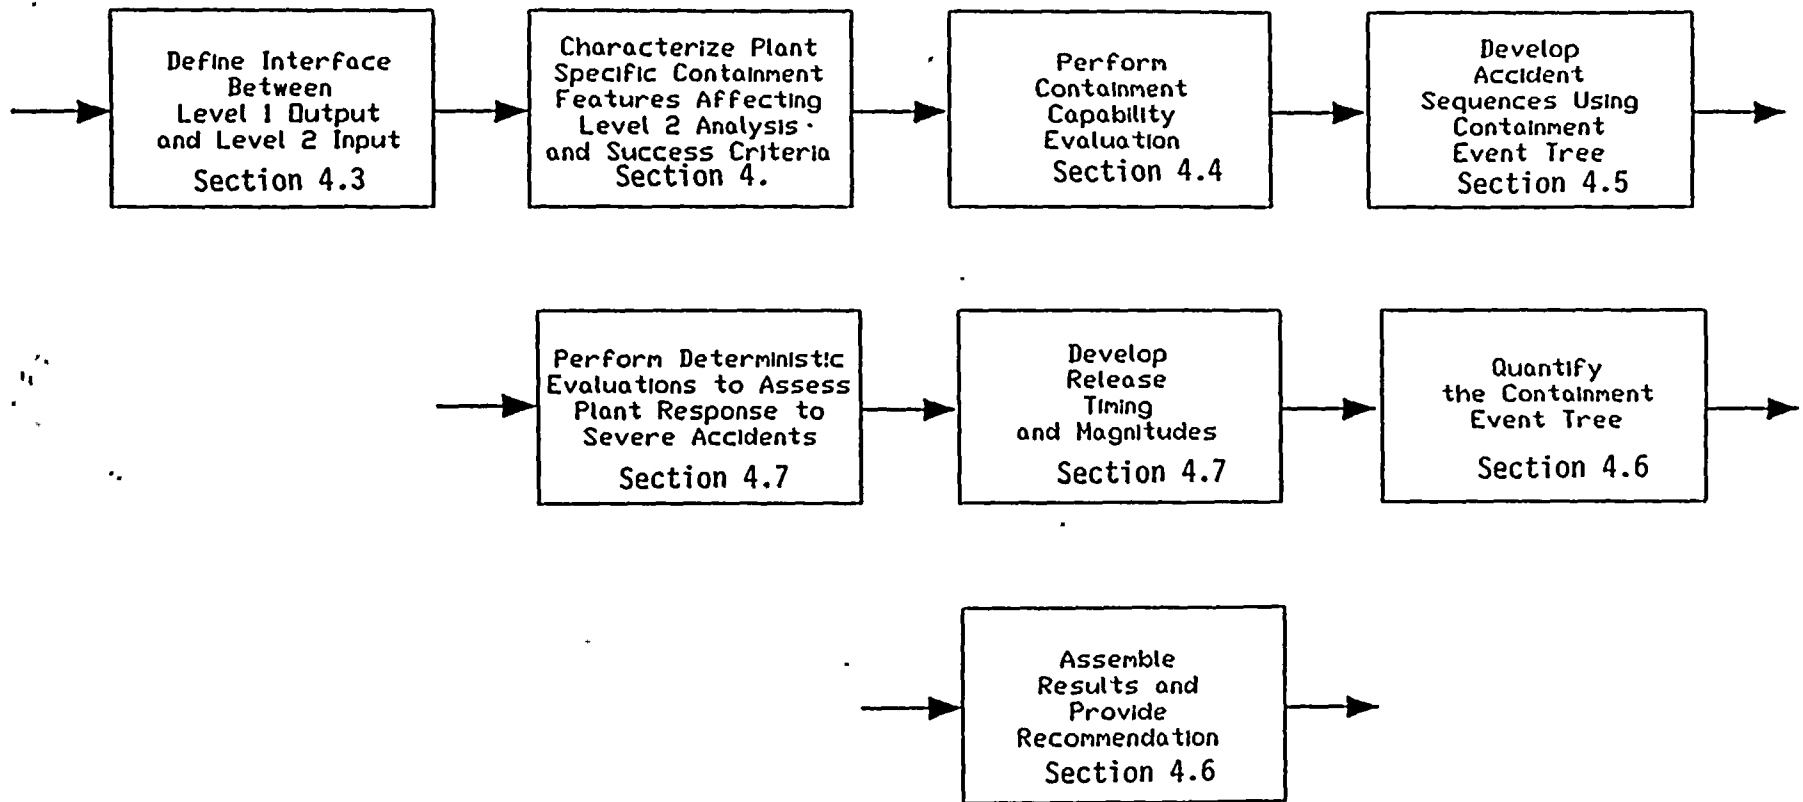 Define Interface
Between
Level 1 Output
and Level 2 Input
Section 4.3
Characterize Plant
Specific Containment
Features Affecting
Level 2 Analysis
and Success Criteria
Section 4.
Perform
Containment
Capability
Evaluation
Section 4.4
Develop
Accident
Sequences Using
Containment
Event Tree
Section 4.5
Perform Deterministic
Evaluations to Assess
Plant Response to
Severe Accidents
Section 4.7
Develop
Release
Timing
and Magnitudes
Section 4.7
Quantify
the Containment
Event Tree
Section 4.6
Assemble
Results and
Provide
Recommendation
Section 4.6